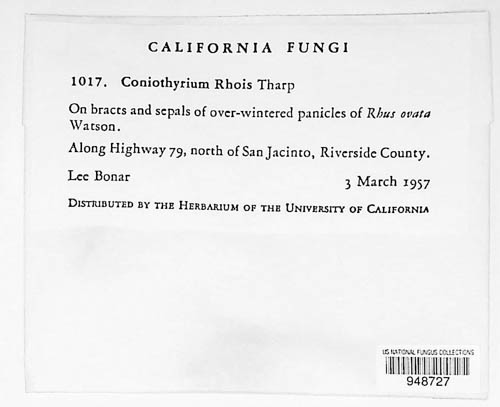 CALIFORNIA FUNGI
1017. Coniothyrium Rhois Tharp
On bracts and sepals of over-wintered panicles of Rhus ovata
Watson.
Along Highway 79, north of San Jacinto, Riverside County.
Lee Bonar 3 March 1957
DISTRIBUTED BY THE HERBARIUM OF THE UNIVERSITY OF CALIFORNIA
US NATIONAL FUNGUS COLLECTIONS
948727